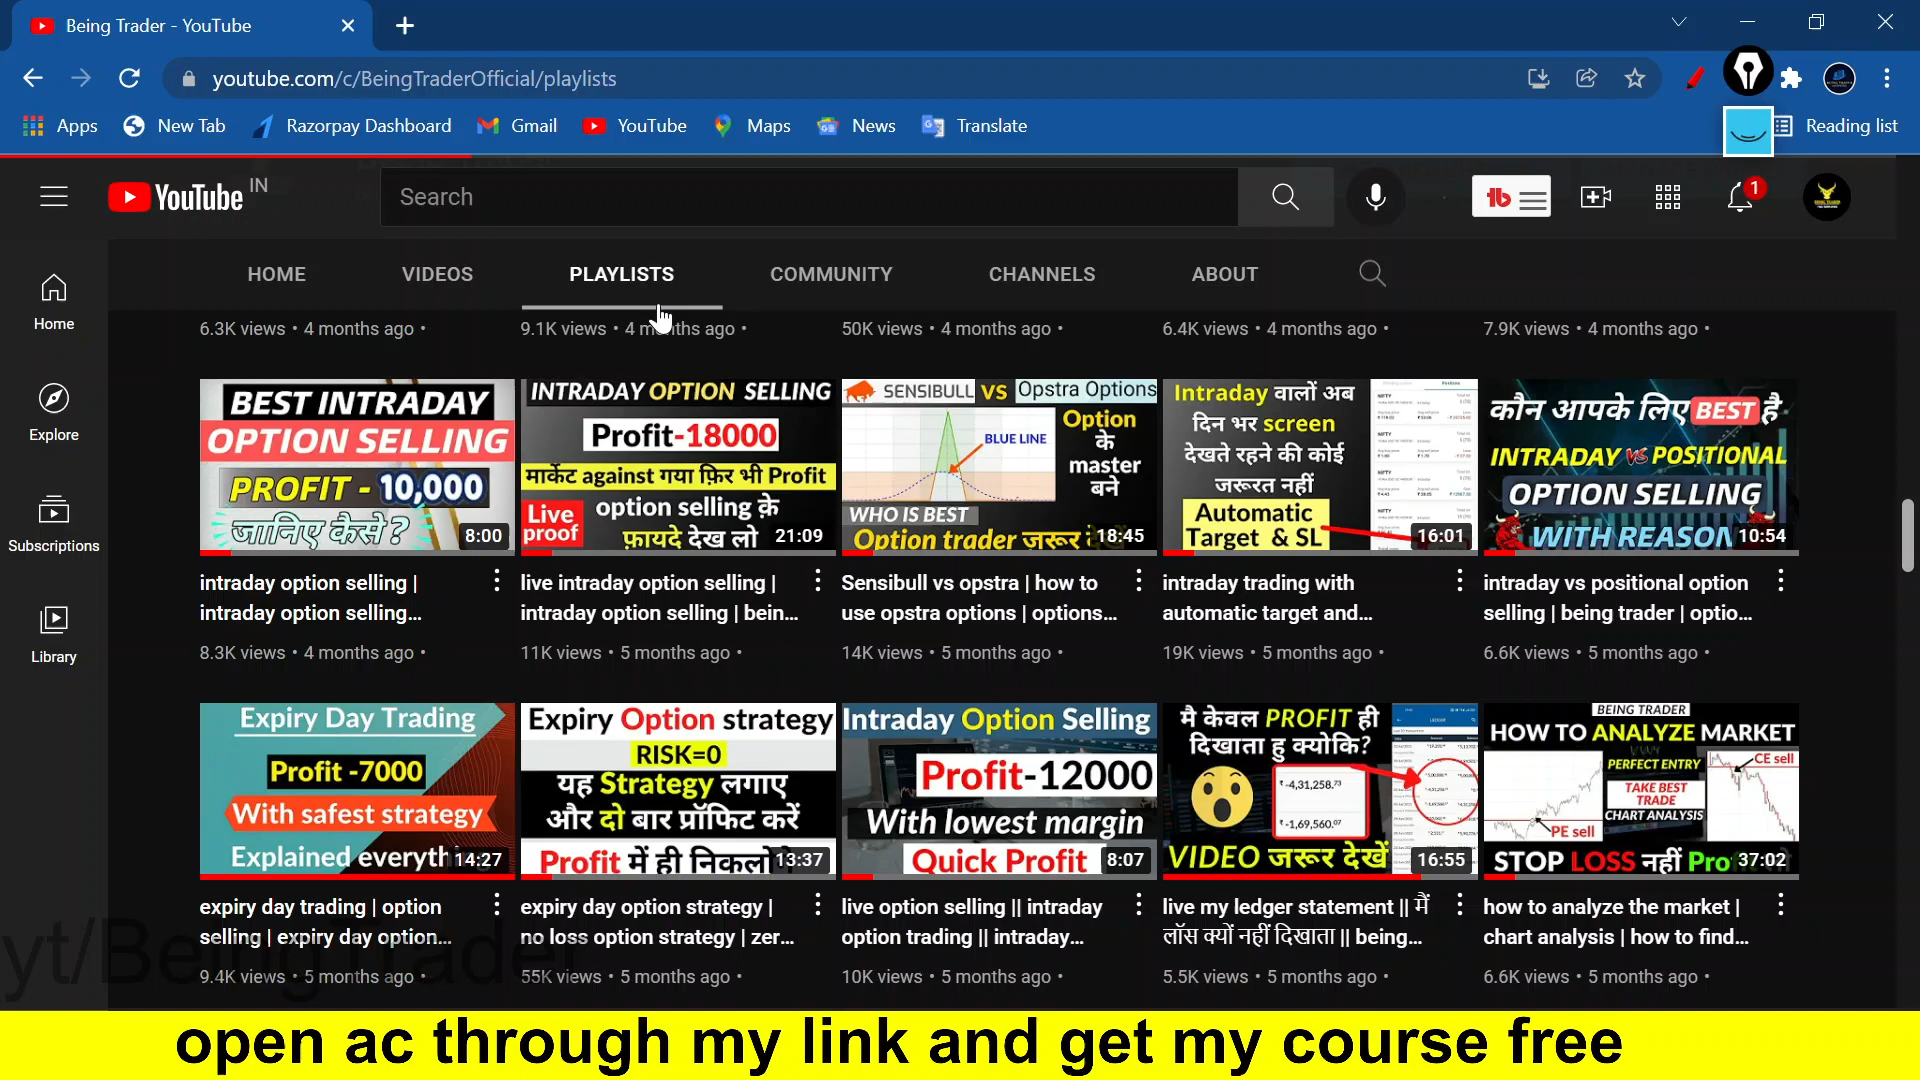 Being Trader - YouTube
youtube.com/c/BeingTraderOfficial/playlists
Apps New Tab Razorpay Dashboard Gmail YouTube Maps News Translate Reading list
YouTube IN Search tb 1
HOME VIDEOS PLAYLISTS COMMUNITY CHANNELS ABOUT
Home
Explore
Subscriptions
Library
6.3K views • 4 months ago •
9.1K views • 4 months ago •
50K views • 4 months ago •
6.4K views • 4 months ago •
7.9K views • 4 months ago •
BEST INTRADAY
OPTION SELLING
PROFIT - 10,000
जानिए कैसे ?
8:00
intraday option selling |
intraday option selling...
8.3K views • 4 months ago •
INTRADAY OPTION SELLING
Profit-18000
मार्केट against गया फ़िर भी Profit
Live
proof
option selling के
फ़ायदे देख लो
21:09
live intraday option selling |
intraday option selling | bein...
11K views • 5 months ago •
SENSIBULL VS Opstra Options
BLUE LINE
Option
के
master
बने
WHO IS BEST
Option trader ज़रूर
18:45
Sensibull vs opstra | how to
use opstra options | options...
14K views • 5 months ago •
Intraday वालों अब
दिन भर screen
देखते रहने की कोई
जरूरत नहीं
Automatic
Target & SL
16:01
intraday trading with
automatic target and...
19K views • 5 months ago •
कौन आपके लिए BEST है
INTRADAY VS POSITIONAL
OPTION SELLING
WITH REASON
10:54
intraday vs positional option
selling | being trader | optio...
6.6K views • 5 months ago •
Expiry Day Trading
Profit -7000
With safest strategy
Explained everyth
14:27
expiry day trading | option
selling | expiry day option...
9.4K views • 5 months ago •
Expiry Option strategy
RISK=0
यह Strategy लगाए
और दो बार प्रॉफिट करें
Profit में ही निकलो
13:37
expiry day option strategy |
no loss option strategy | zer...
55K views • 5 months ago •
Intraday Option Selling
Profit-12000
With lowest margin
Quick Profit
8:07
live option selling || intraday
option trading || intraday...
10K views • 5 months ago •
मै केवल PROFIT ही
दिखाता हु क्योकि?
₹-4,31,258.73
₹-1,69,560.07
VIDEO जरूर देखें
16:55
live my ledger statement || मैं
लॉस क्यों नहीं दिखाता || being...
5.5K views • 5 months ago •
BEING TRADER
HOW TO ANALYZE MARKET
PERFECT ENTRY
TAKE BEST
TRADE
CHART ANALYSIS
CE sell
PE sell
STOP LOSS नहीं Pro
37:02
how to analyze the market |
chart analysis | how to find...
6.6K views • 5 months ago •
yt/Being trader
open ac through my link and get my course free